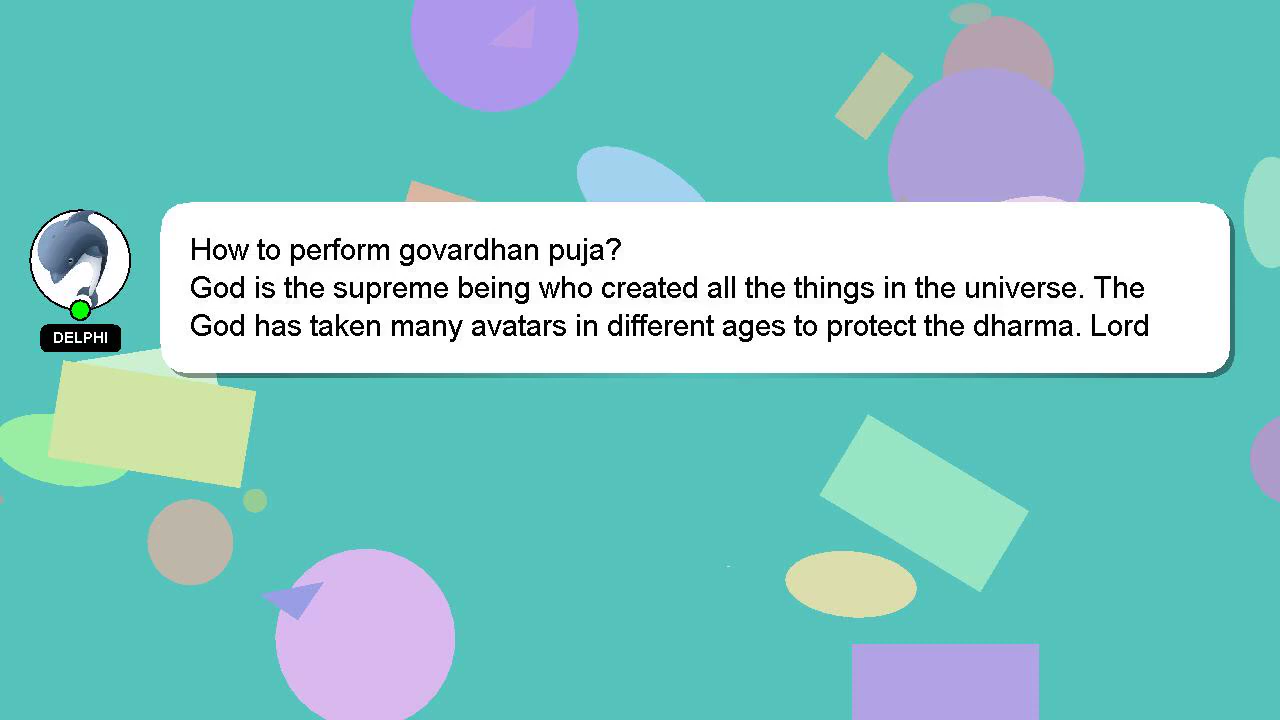 How to perform govardhan puja?
God is the supreme being who created all the things in the universe. The
God has taken many avatars in different ages to protect the dharma. Lord
DELPHI